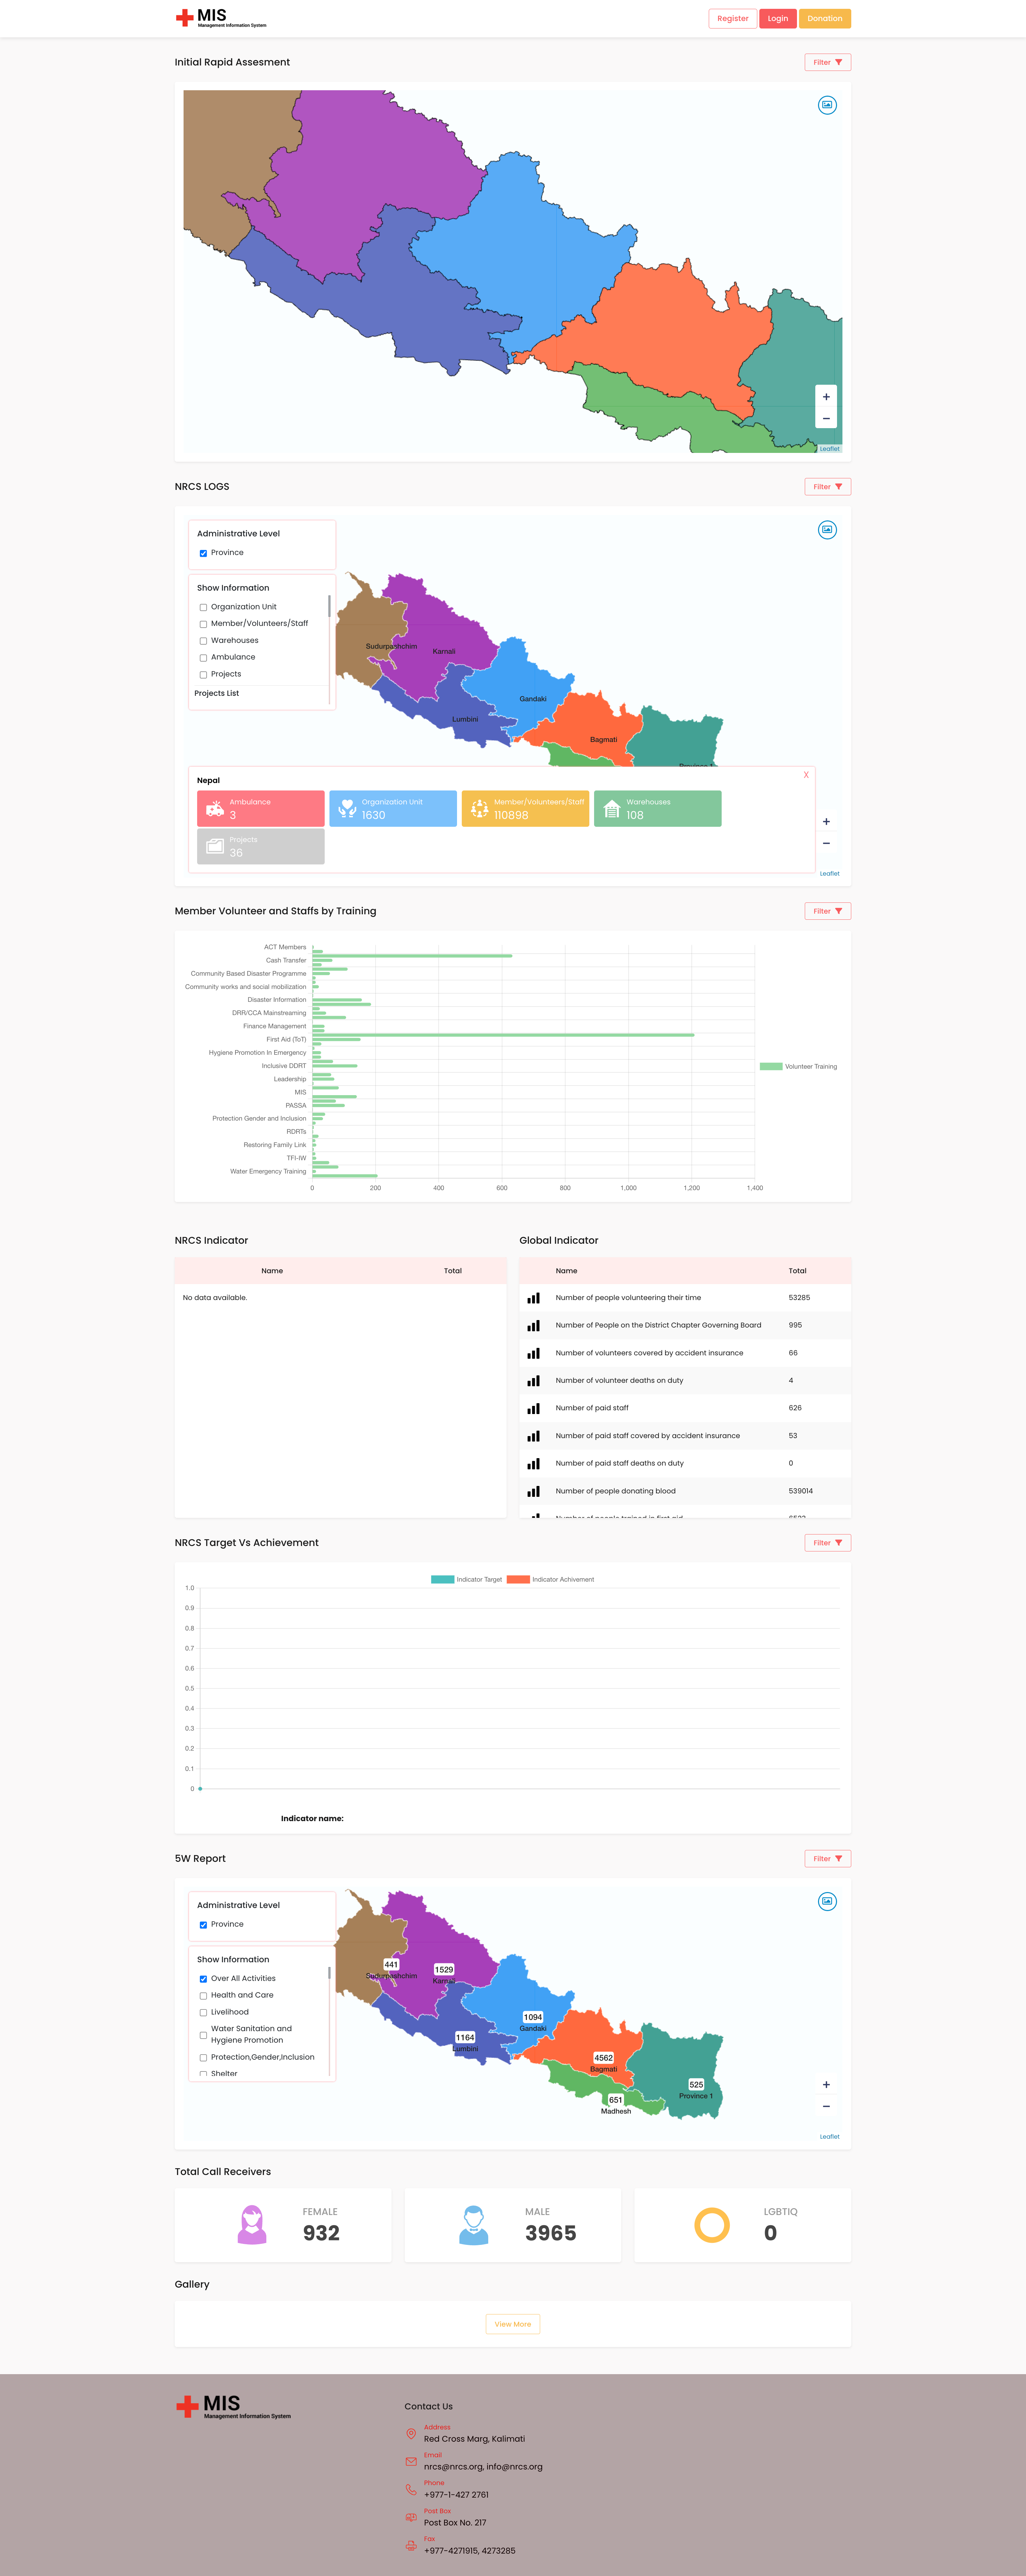 MIS
Management Information System
Register
Login
Donation
Initial Rapid Assesment
Filter
+
−
Leaflet
NRCS LOGS
Filter
Administrative Level
Province
Show Information
Organization Unit
Member/Volunteers/Staff
Warehouses
Ambulance
Projects
Projects List
Sudurpashchim
Karnali
Gandaki
Lumbini
Bagmati
Province 1
X
Nepal
Ambulance
3
Organization Unit
1630
Member/Volunteers/Staff
110898
Warehouses
108
Projects
36
+
−
Leaflet
Member Volunteer and Staffs by Training
Filter
ACT Members
Cash Transfer
Community Based Disaster Programme
Community works and social mobilization
Disaster Information
DRR/CCA Mainstreaming
Finance Management
First Aid (ToT)
Hygiene Promotion In Emergency
Inclusive DDRT
Leadership
MIS
PASSA
Protection Gender and Inclusion
RDRTs
Restoring Family Link
TFI-IW
Water Emergency Training
0 200 400 600 800 1,000 1,200 1,400
Volunteer Training
NRCS Indicator
Name Total
No data available.
Global Indicator
Name Total
Number of people volunteering their time 53285
Number of People on the District Chapter Governing Board 995
Number of volunteers covered by accident insurance 66
Number of volunteer deaths on duty 4
Number of paid staff 626
Number of paid staff covered by accident insurance 53
Number of paid staff deaths on duty 0
Number of people donating blood 539014
Number of people trained in first aid
NRCS Target Vs Achievement
Filter
Indicator Target Indicator Achivement
1.0
0.9
0.8
0.7
0.6
0.5
0.4
0.3
0.2
0.1
0
Indicator name:
5W Report
Filter
Administrative Level
Province
Show Information
Over All Activities
Health and Care
Livelihood
Water Sanitation and
Hygiene Promotion
Protection,Gender,Inclusion
Shelter
441
Sudurpashchim
1529
Karnali
1094
Gandaki
1164
Lumbini
4562
Bagmati
525
Province 1
651
Madhesh
+
−
Leaflet
Total Call Receivers
FEMALE
932
MALE
3965
LGBTIQ
0
Gallery
View More
MIS
Management Information System
Contact Us
Address
Red Cross Marg, Kalimati
Email
nrcs@nrcs.org, info@nrcs.org
Phone
+977-1-427 2761
Post Box
Post Box No. 217
Fax
+977-4271915, 4273285